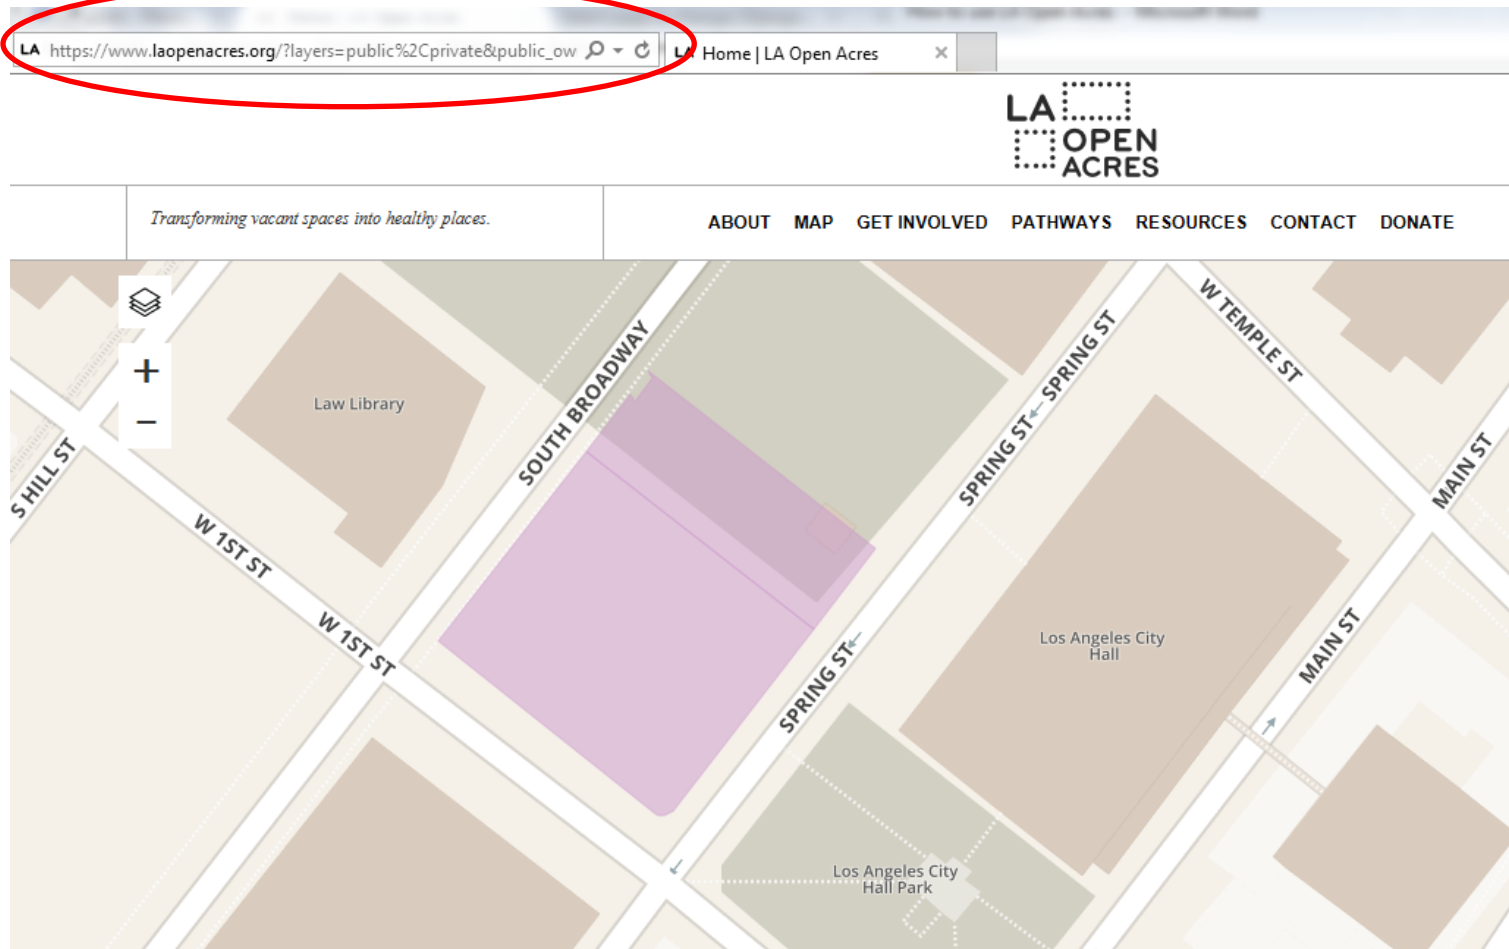 LA https://www.laopenacres.org/?layers=public%2Cprivate&public_ow
LA Home | LA Open Acres
LA
OPEN
ACRES
Transforming vacant spaces into healthy places.
ABOUT MAP GET INVOLVED PATHWAYS RESOURCES CONTACT DONATE
+
−
Law Library
SOUTH BROADWAY
SPRING ST
SPRING ST
W TEMPLE ST
MAIN ST
S HILL ST
W 1ST ST
W 1ST ST
SPRING ST
Los Angeles City
Hall
MAIN ST
Los Angeles City
Hall Park